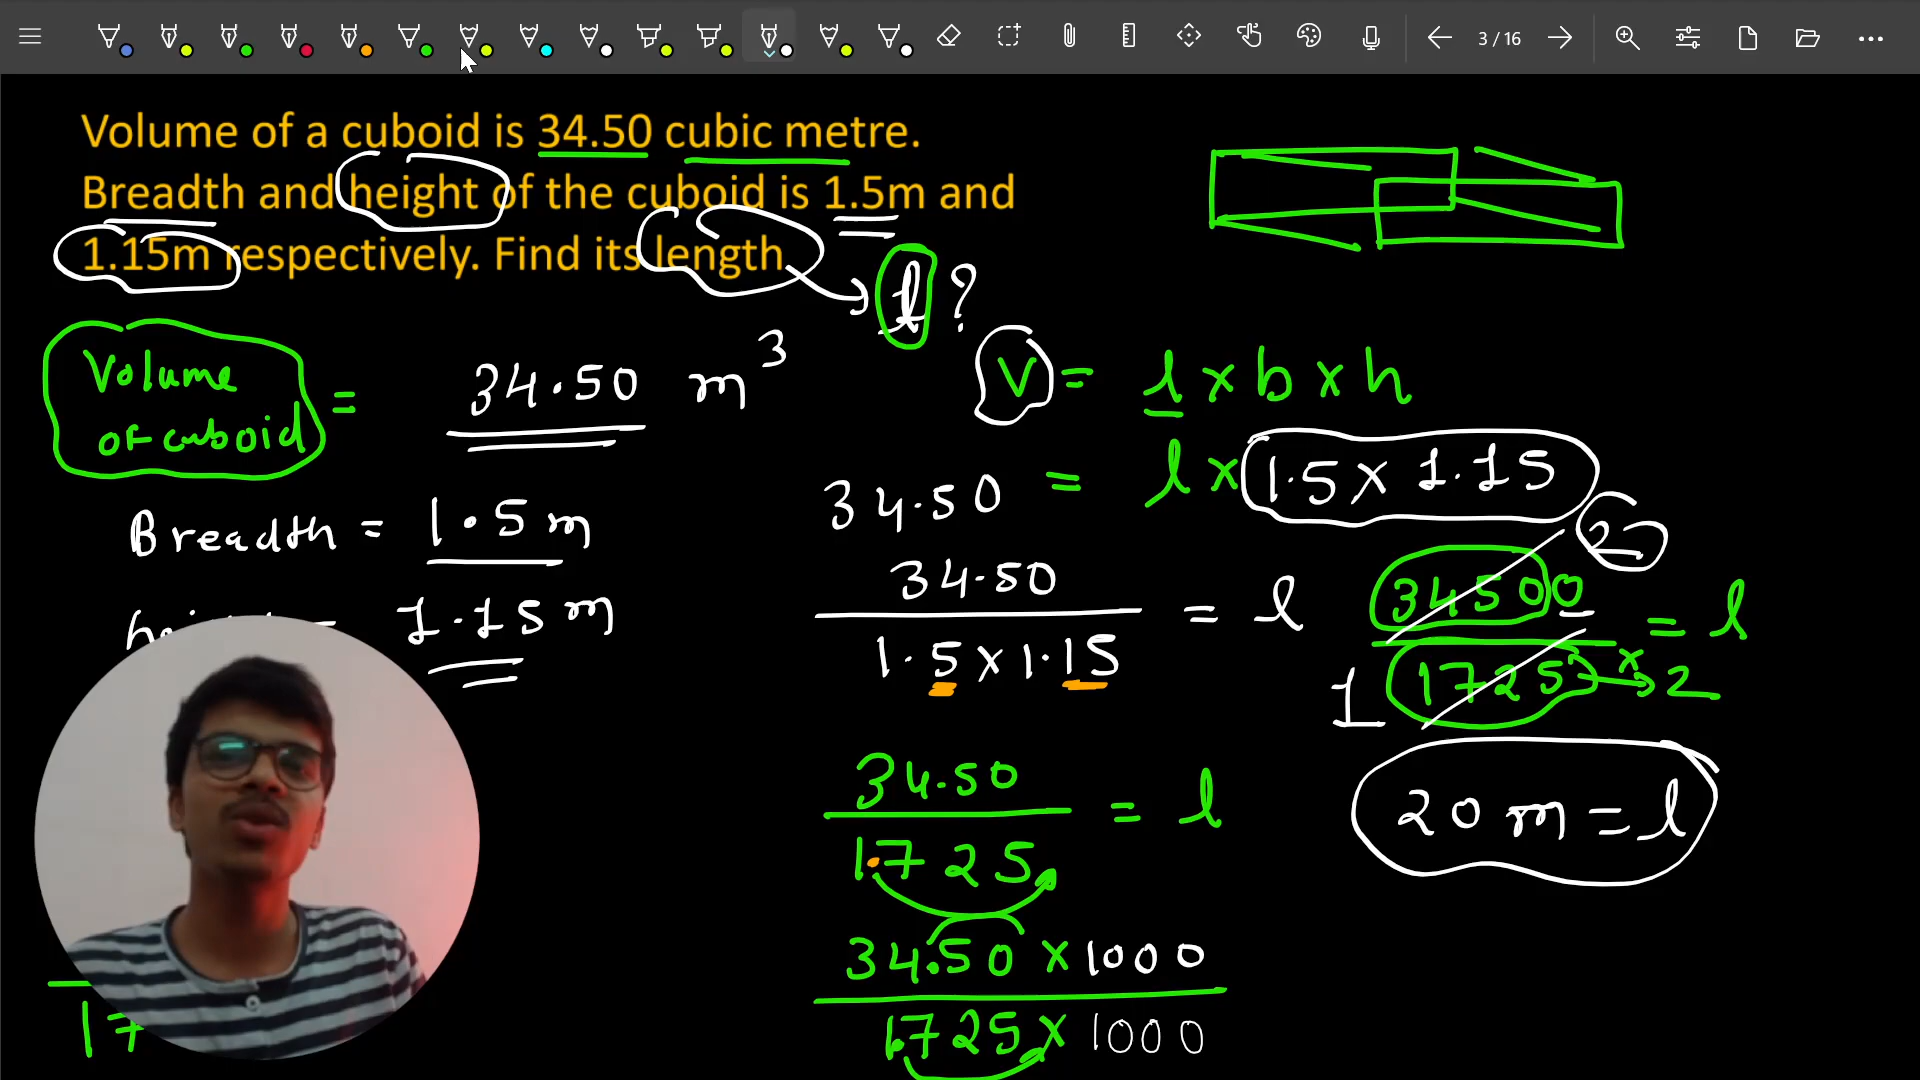 3 / 16
Volume of a cuboid is 34.50 cubic metre.
Breadth and height of the cuboid is 1.5m and
1.15m respectively. Find its length
l ?
Volume
of cuboid
= 34.50 m³
Breadth = 1.5 m
= 1.15 m
V = l x b x h
34.50 = l x 1.5 x 1.15
34.50
1.5 x 1.15
= l
34.50
1.725
= l
34.50 x 1000
1.725 x 1000
20
34500
1725
= l
1
x 2
20 m = l
17